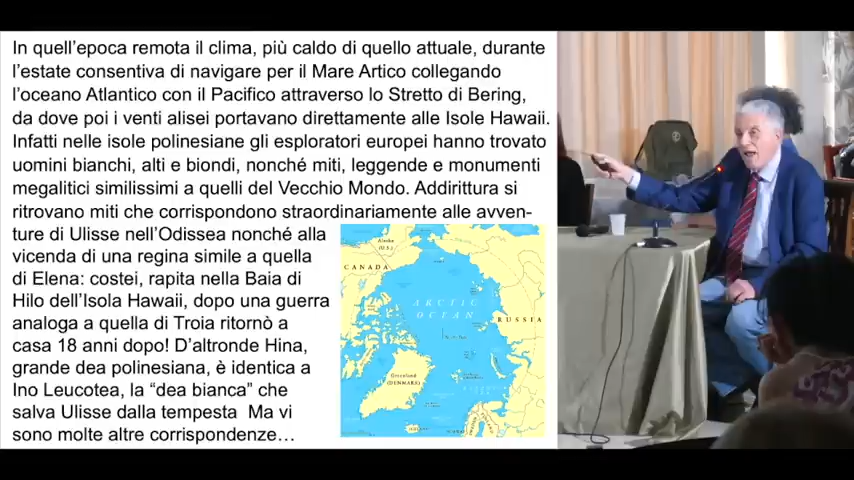 In quell'epoca remota il clima, più caldo di quello attuale, durante
l'estate consentiva di navigare per il Mare Artico collegando
l'oceano Atlantico con il Pacifico attraverso lo Stretto di Bering,
da dove poi i venti alisei portavano direttamente alle Isole Hawaii.
Infatti nelle isole polinesiane gli esploratori europei hanno trovato
uomini bianchi, alti e biondi, nonché miti, leggende e monumenti
megalitici similissimi a quelli del Vecchio Mondo. Addirittura si
ritrovano miti che corrispondono straordinariamente alle avven-
ture di Ulisse nell'Odissea nonché alla
vicenda di una regina simile a quella
di Elena: costei, rapita nella Baia di
Hilo dell'Isola Hawaii, dopo una guerra
analoga a quella di Troia ritornò a
casa 18 anni dopo! D'altronde Hina,
grande dea polinesiana, è identica a
Ino Leucotea, la "dea bianca" che
salva Ulisse dalla tempesta Ma vi
sono molte altre corrispondenze…
Alaska
(U.S.)
CANADA
ARCTIC
OCEAN
RUSSIA
Greenland
(DENMARK)